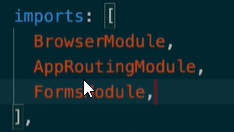 imports: [
BrowserModule,
AppRoutingModule,
FormsModule,
],